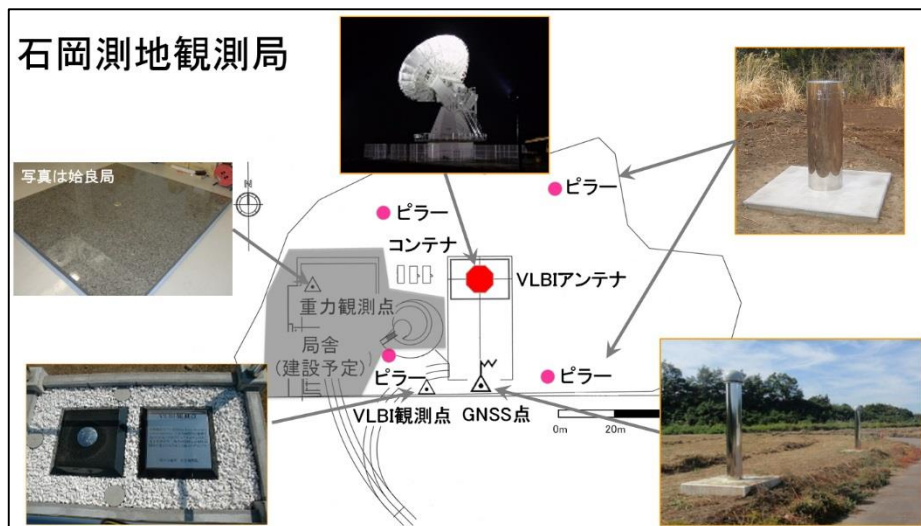 石岡測地観測局
写真は姶良局
N
ピラー
ピラー
コンテナ
VLBIアンテナ
重力観測点
局舎
(建設予定)
ピラー
ピラー
VLBI観測点
GNSS点
0m
20m